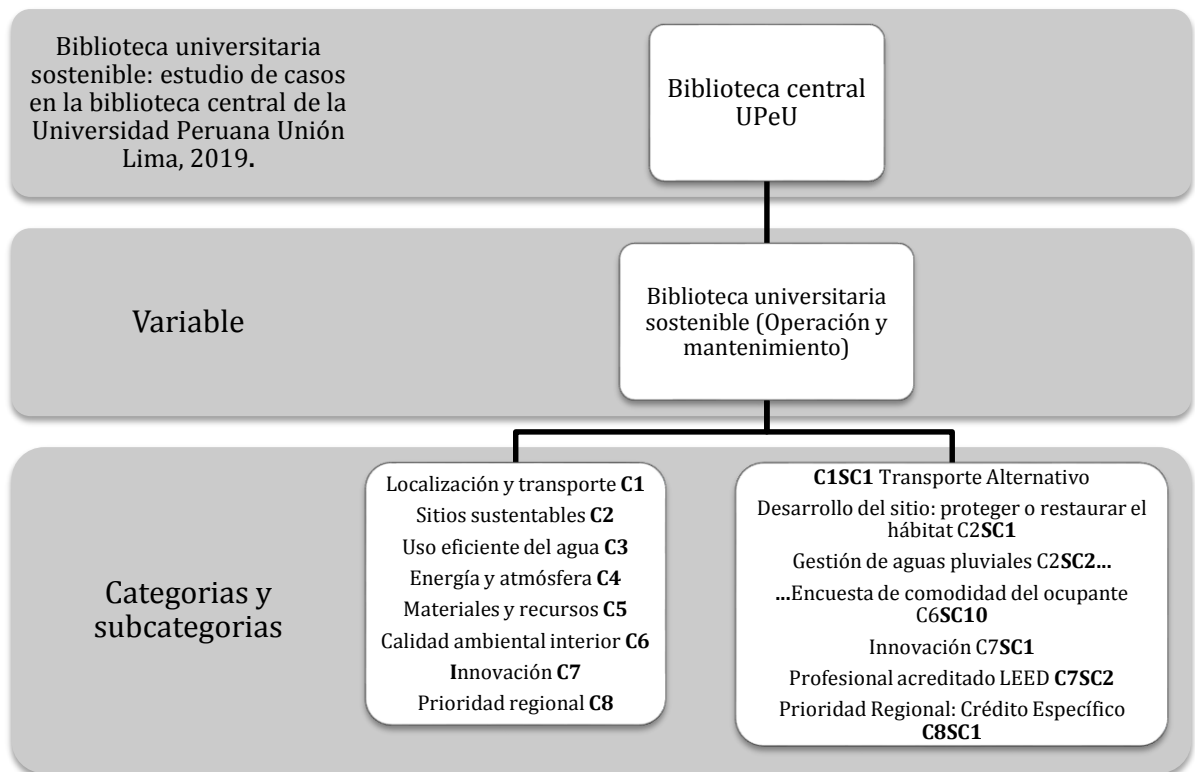 Biblioteca universitaria
sostenible: estudio de casos
en la biblioteca central de la
Universidad Peruana Unión
Lima, 2019.
Biblioteca central
UPeU
Variable
Biblioteca universitaria
sostenible (Operación y
mantenimiento)
Categorias y
subcategorias
Localización y transporte C1
Sitios sustentables C2
Uso eficiente del agua C3
Energía y atmósfera C4
Materiales y recursos C5
Calidad ambiental interior C6
Innovación C7
Prioridad regional C8
C1SC1 Transporte Alternativo
Desarrollo del sitio: proteger o restaurar el
hábitat C2SC1
Gestión de aguas pluviales C2SC2...
...Encuesta de comodidad del ocupante
C6SC10
Innovación C7SC1
Profesional acreditado LEED C7SC2
Prioridad Regional: Crédito Específico
C8SC1